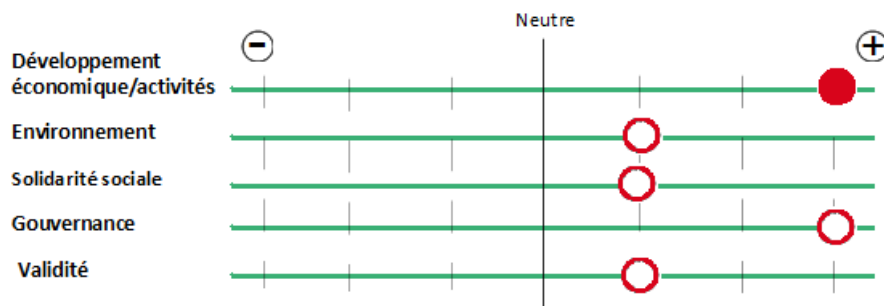 Neutre
− +
Développement
économique/activités
Environnement
Solidarité sociale
Gouvernance
Validité